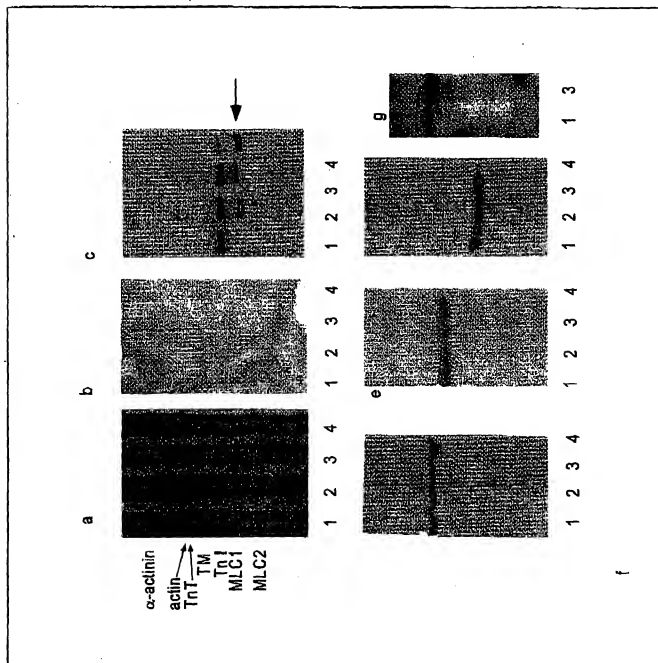 a b c
α-actinin
actin
TnT
TM
TnI
MLC1
MLC2
1 2 3 4
1 2 3 4
1 2 3 4
g
1 3
e
1 2 3 4
1 2 3 4
1 2 3 4
f